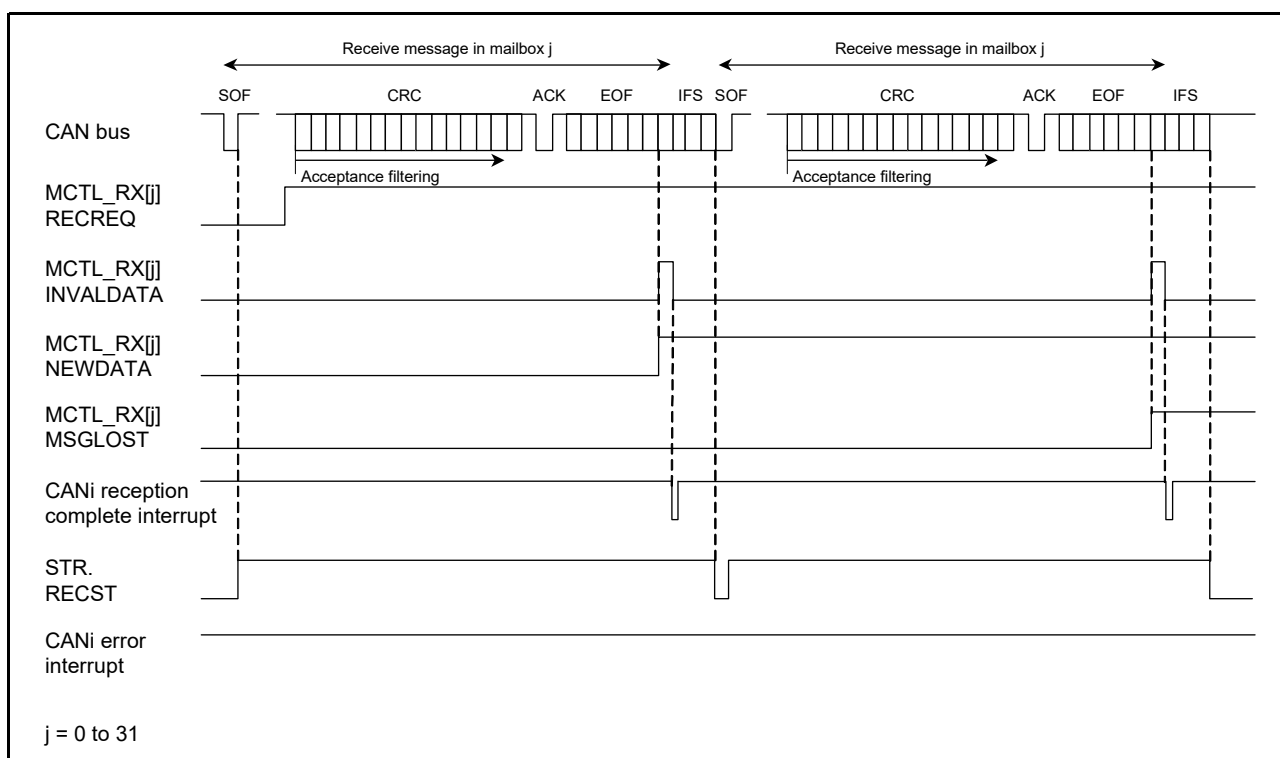 Receive message in mailbox j Receive message in mailbox j
SOF CRC ACK EOF IFS SOF CRC ACK EOF IFS
CAN bus
Acceptance filtering Acceptance filtering
MCTL_RX[j]
RECREQ
MCTL_RX[j]
INVALDATA
MCTL_RX[j]
NEWDATA
MCTL_RX[j]
MSGLOST
CANi reception
complete interrupt
STR.
RECST
CANi error
interrupt
j = 0 to 31